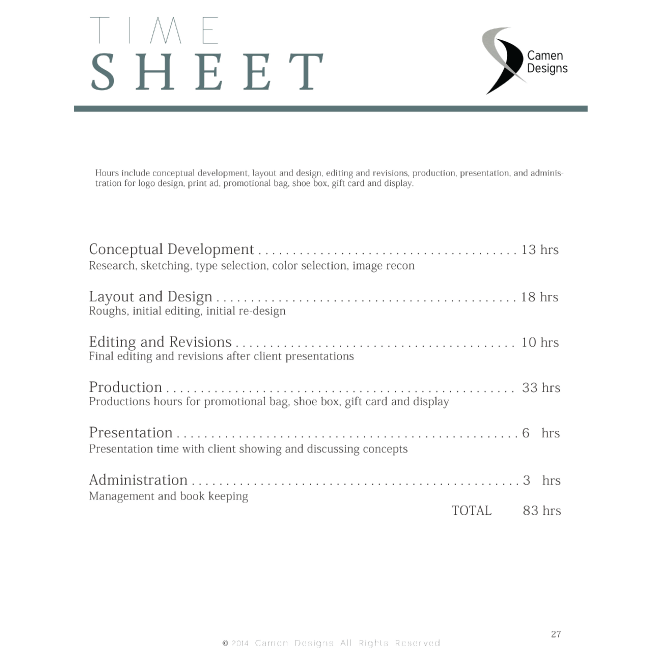 TIME
SHEET
Camen
Designs
Hours include conceptual development, layout and design, editing and revisions, production, presentation, and adminis-
tration for logo design, print ad, promotional bag, shoe box, gift card and display.
Conceptual Development . . . . . . . . . . . . . . . . . . . . . . . . . . . . . . . . . . . . . 13 hrs
Research, sketching, type selection, color selection, image recon
Layout and Design . . . . . . . . . . . . . . . . . . . . . . . . . . . . . . . . . . . . . . . . . . . 18 hrs
Roughs, initial editing, initial re-design
Editing and Revisions . . . . . . . . . . . . . . . . . . . . . . . . . . . . . . . . . . . . . . . . 10 hrs
Final editing and revisions after client presentations
Production . . . . . . . . . . . . . . . . . . . . . . . . . . . . . . . . . . . . . . . . . . . . . . . . . . 33 hrs
Productions hours for promotional bag, shoe box, gift card and display
Presentation . . . . . . . . . . . . . . . . . . . . . . . . . . . . . . . . . . . . . . . . . . . . . . . . . 6 hrs
Presentation time with client showing and discussing concepts
Administration . . . . . . . . . . . . . . . . . . . . . . . . . . . . . . . . . . . . . . . . . . . . . . . 3 hrs
Management and book keeping
TOTAL 83 hrs
27
© 2014 Camen Designs All Rights Reserved